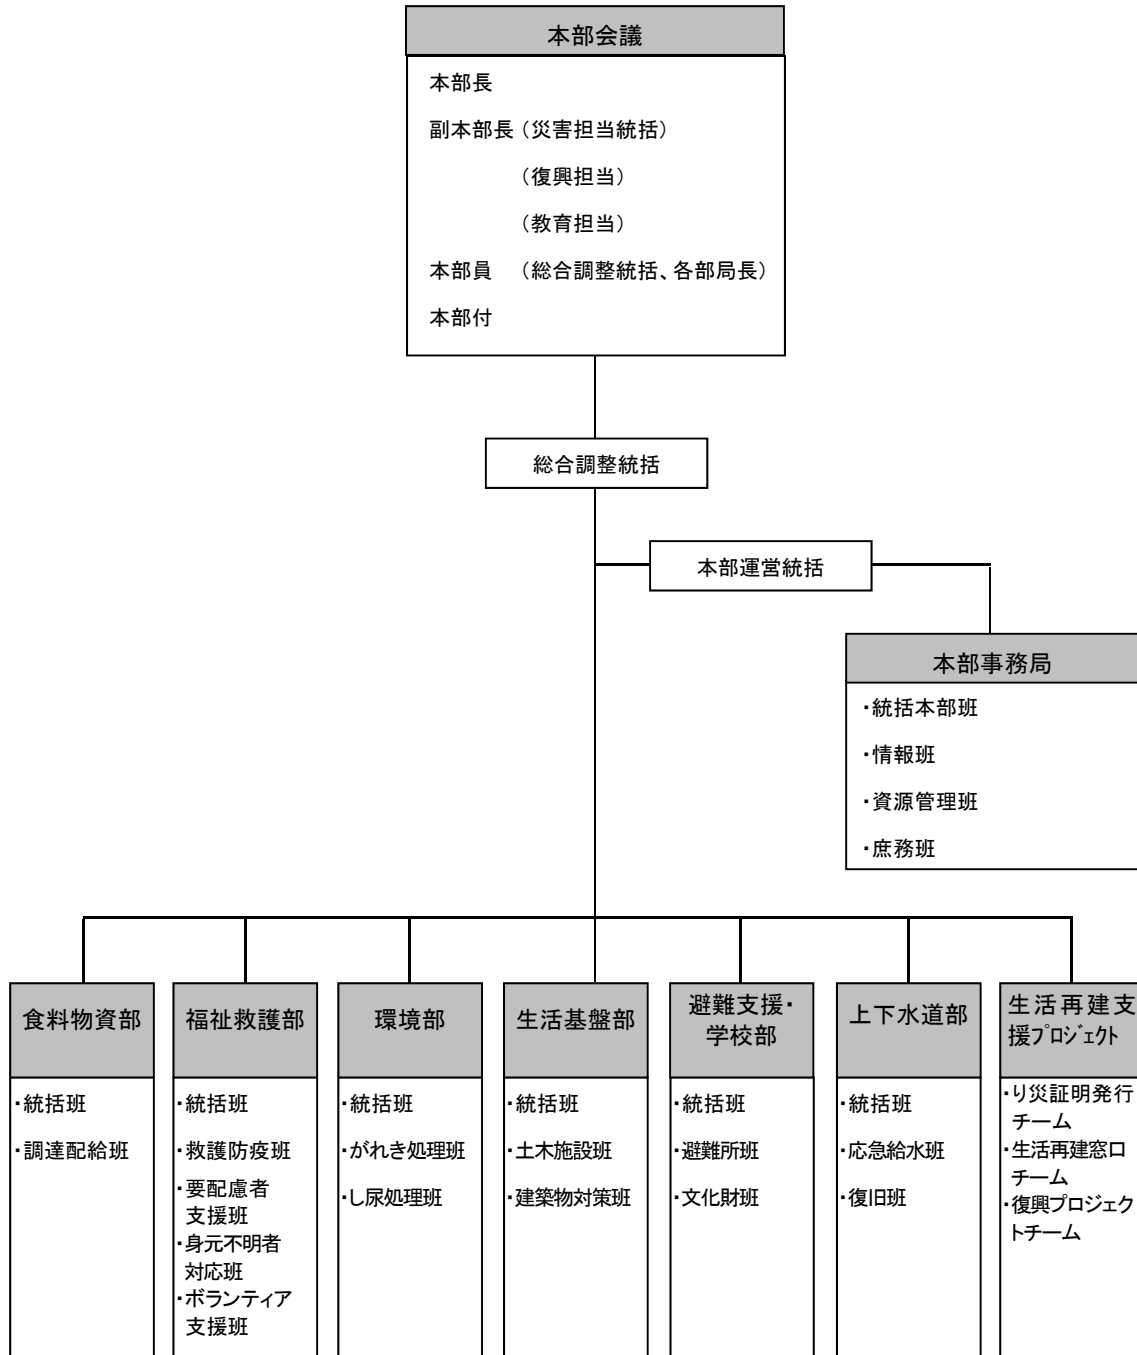 本部会議
本部長
副本部長（災害担当統括）
（復興担当）
（教育担当）
本部員　（総合調整統括、各部局長）
本部付
総合調整統括
本部運営統括
本部事務局
・統括本部班
・情報班
・資源管理班
・庶務班
食料物資部
・統括班
・調達配給班
福祉救護部
・統括班
・救護防疫班
・要配慮者
支援班
・身元不明者
対応班
・ボランティア
支援班
環境部
・統括班
・がれき処理班
・し尿処理班
生活基盤部
・統括班
・土木施設班
・建築物対策班
避難支援・
学校部
・統括班
・避難所班
・文化財班
上下水道部
・統括班
・応急給水班
・復旧班
生活再建支
援プロジェクト
・り災証明発行
チーム
・生活再建窓口
チーム
・復興プロジェク
トチーム